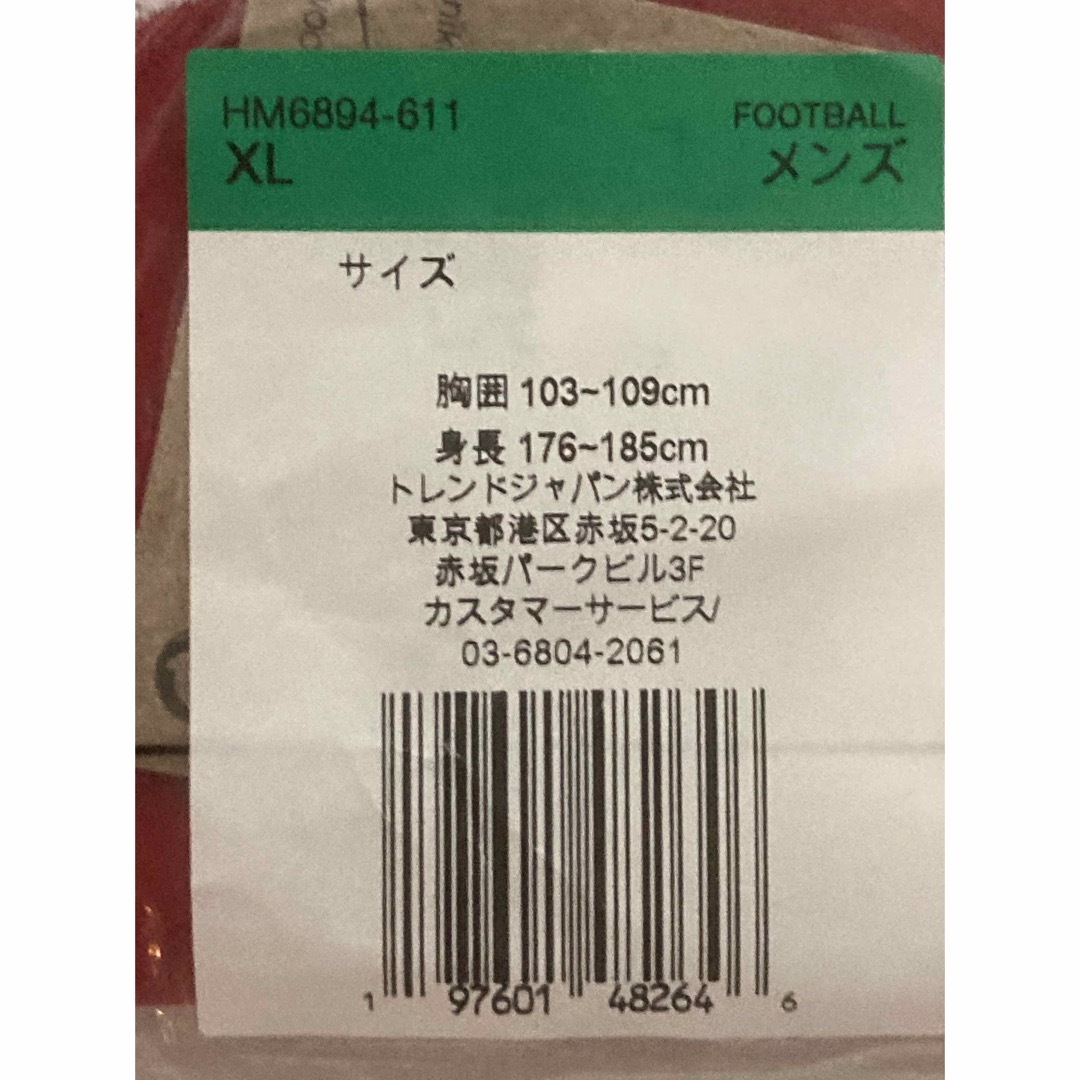 HM6894-611 FOOTBALL
XL メンズ
サイズ
胸囲 103~109cm
身長 176~185cm
トレンドジャパン株式会社
東京都港区赤坂5-2-20
赤坂パークビル3F
カスタマーサービス/
03-6804-2061
1 97601 48264 6